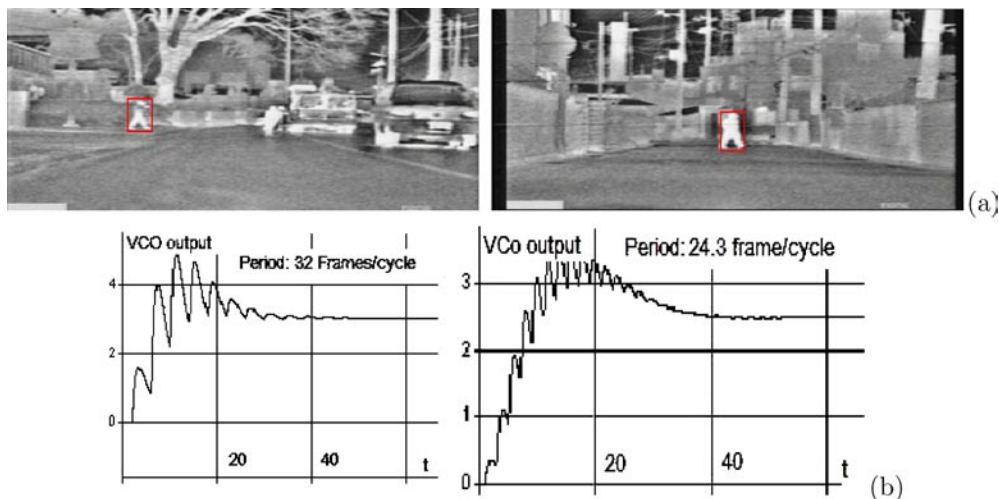 (a)
VCO output
Period: 32 Frames/cycle
4
2
0
20
40
t
VCo output
Period: 24.3 frame/cycle
3
2
1
0
20
40
t
(b)